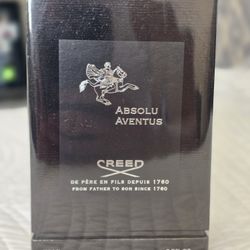 ABSOLU
AVENTUS
CREED
DE PÈRE EN FILS DEPUIS 1760
FROM FATHER TO SON SINCE 1760